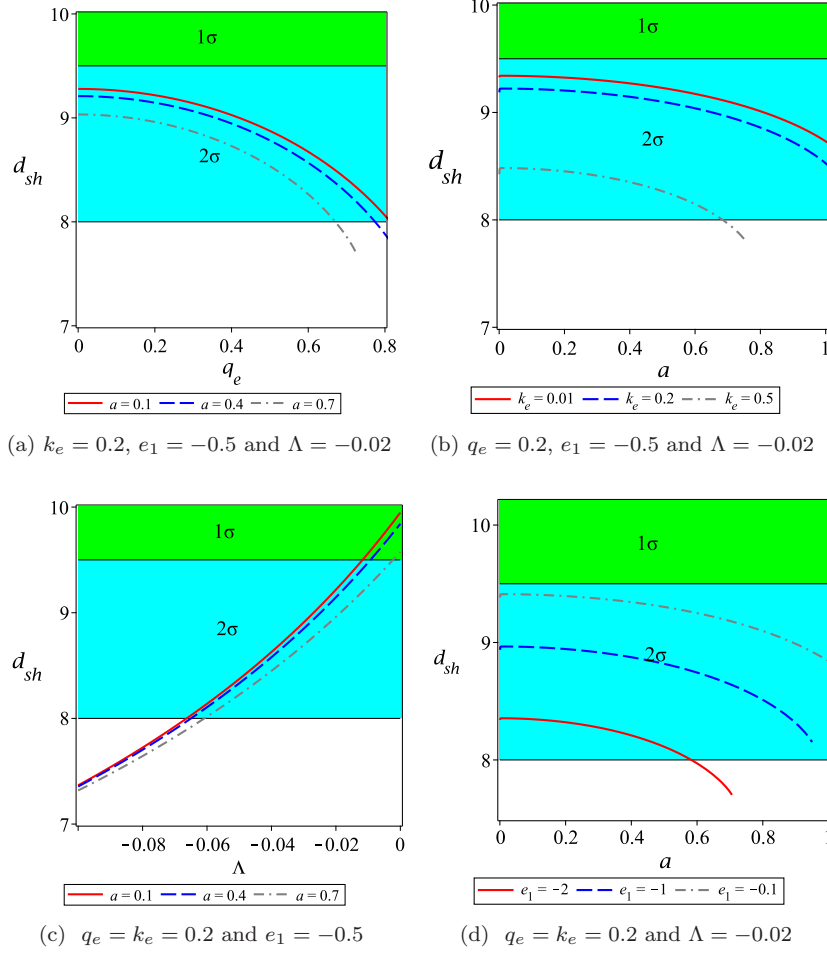 10
1σ
9
2σ
d_sh
8
7
0 0.2 0.4 0.6 0.8
q_e
a = 0.1 a = 0.4 a = 0.7
(a) k_e = 0.2, e_1 = −0.5 and Λ = −0.02
10
1σ
9
2σ
d_sh
8
7
0 0.2 0.4 0.6 0.8 1
a
k_e = 0.01 k_e = 0.2 k_e = 0.5
(b) q_e = 0.2, e_1 = −0.5 and Λ = −0.02
10
1σ
9
2σ
d_sh
8
7
−0.08 −0.06 −0.04 −0.02 0
Λ
a = 0.1 a = 0.4 a = 0.7
(c) q_e = k_e = 0.2 and e_1 = −0.5
10
1σ
9
2σ
d_sh
8
0 0.2 0.4 0.6 0.8 1
a
e_1 = −2 e_1 = −1 e_1 = −0.1
(d) q_e = k_e = 0.2 and Λ = −0.02